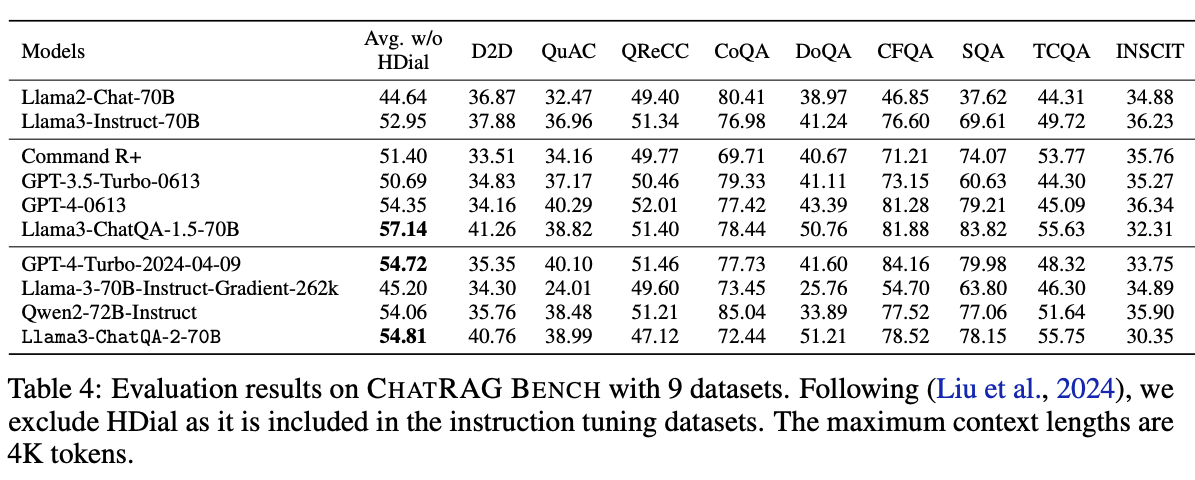 Models Avg. w/o HDial D2D QuAC QReCC CoQA DoQA CFQA SQA TCQA INSCIT
Llama2-Chat-70B 44.64 36.87 32.47 49.40 80.41 38.97 46.85 37.62 44.31 34.88
Llama3-Instruct-70B 52.95 37.88 36.96 51.34 76.98 41.24 76.60 69.61 49.72 36.23
Command R+ 51.40 33.51 34.16 49.77 69.71 40.67 71.21 74.07 53.77 35.76
GPT-3.5-Turbo-0613 50.69 34.83 37.17 50.46 79.33 41.11 73.15 60.63 44.30 35.27
GPT-4-0613 54.35 34.16 40.29 52.01 77.42 43.39 81.28 79.21 45.09 36.34
Llama3-ChatQA-1.5-70B 57.14 41.26 38.82 51.40 78.44 50.76 81.88 83.82 55.63 32.31
GPT-4-Turbo-2024-04-09 54.72 35.35 40.10 51.46 77.73 41.60 84.16 79.98 48.32 33.75
Llama-3-70B-Instruct-Gradient-262k 45.20 34.30 24.01 49.60 73.45 25.76 54.70 63.80 46.30 34.89
Qwen2-72B-Instruct 54.06 35.76 38.48 51.21 85.04 33.89 77.52 77.06 51.64 35.90
Llama3-ChatQA-2-70B 54.81 40.76 38.99 47.12 72.44 51.21 78.52 78.15 55.75 30.35
Table 4: Evaluation results on CHATRAG BENCH with 9 datasets. Following (Liu et al., 2024), we
exclude HDial as it is included in the instruction tuning datasets. The maximum context lengths are
4K tokens.